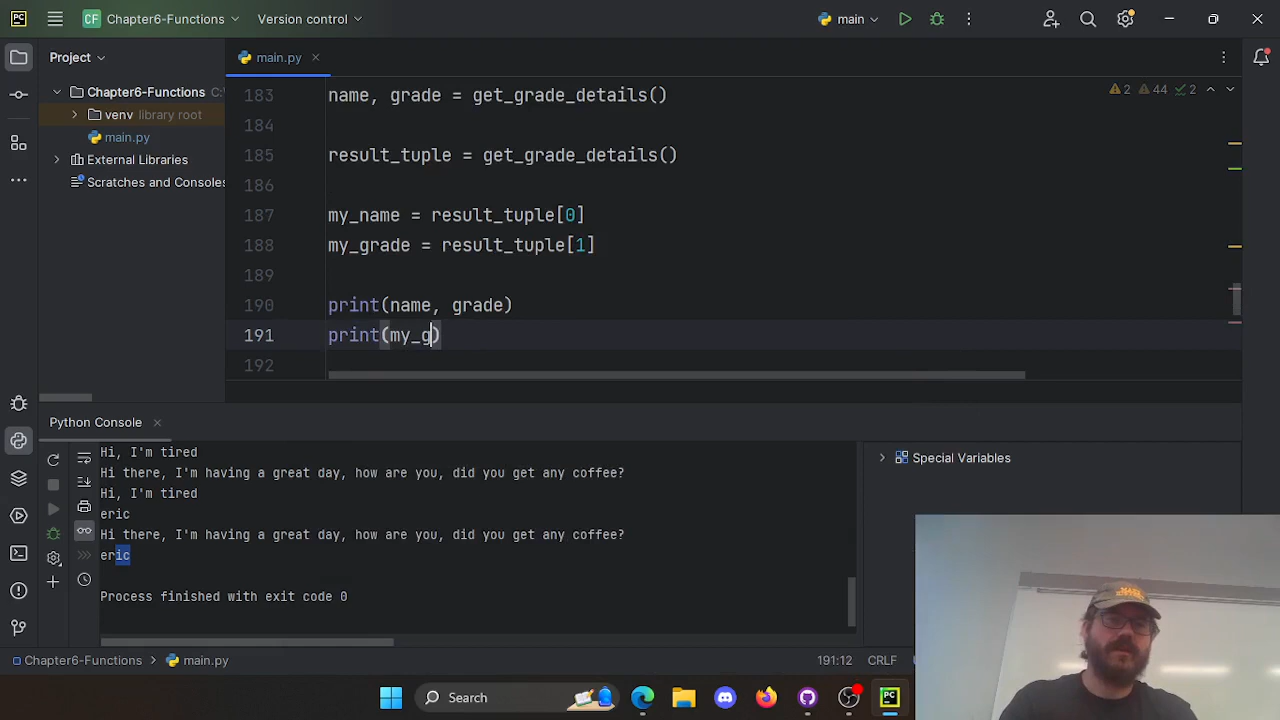 PC
CF Chapter6-Functions
Version control
main
Project
main.py
Chapter6-Functions C:\
venv library root
main.py
External Libraries
Scratches and Consoles
2 44 2
183 name, grade = get_grade_details()
184
185 result_tuple = get_grade_details()
186
187 my_name = result_tuple[0]
188 my_grade = result_tuple[1]
189
190 print(name, grade)
191 print(my_g)
192
Python Console
Hi, I'm tired
Hi there, I'm having a great day, how are you, did you get any coffee?
Hi, I'm tired
eric
Hi there, I'm having a great day, how are you, did you get any coffee?
eric
Process finished with exit code 0
Special Variables
Chapter6-Functions
main.py
191:12
CRLF
Search
PC